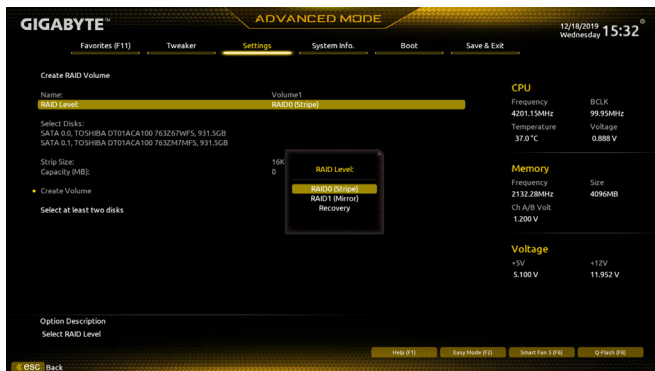 GIGABYTE™
ADVANCED MODE
12/18/2019
Wednesday 15:32
Favorites (F11) Tweaker Settings System Info. Boot Save & Exit
Create RAID Volume
Name: Volume1
RAID Level: RAID0 (Stripe)
Select Disks:
SATA 0.0, TOSHIBA DT01ACA100 763Z67WFS, 931.5GB
SATA 0.1, TOSHIBA DT01ACA100 763ZM7MFS, 931.5GB
Strip Size: 16K
Capacity (MB): 0
Create Volume
Select at least two disks
RAID Level:
RAID0 (Stripe)
RAID1 (Mirror)
Recovery
CPU
Frequency BCLK
4201.15MHz 99.95MHz
Temperature Voltage
37.0 °C 0.888 V
Memory
Frequency Size
2132.28MHz 4096MB
Ch A/B Volt
1.200 V
Voltage
+5V +12V
5.100 V 11.952 V
Option Description
Select RAID Level
Help (F1) Easy Mode (F2) Smart Fan 5 (F6) Q-Flash (F8)
esc Back